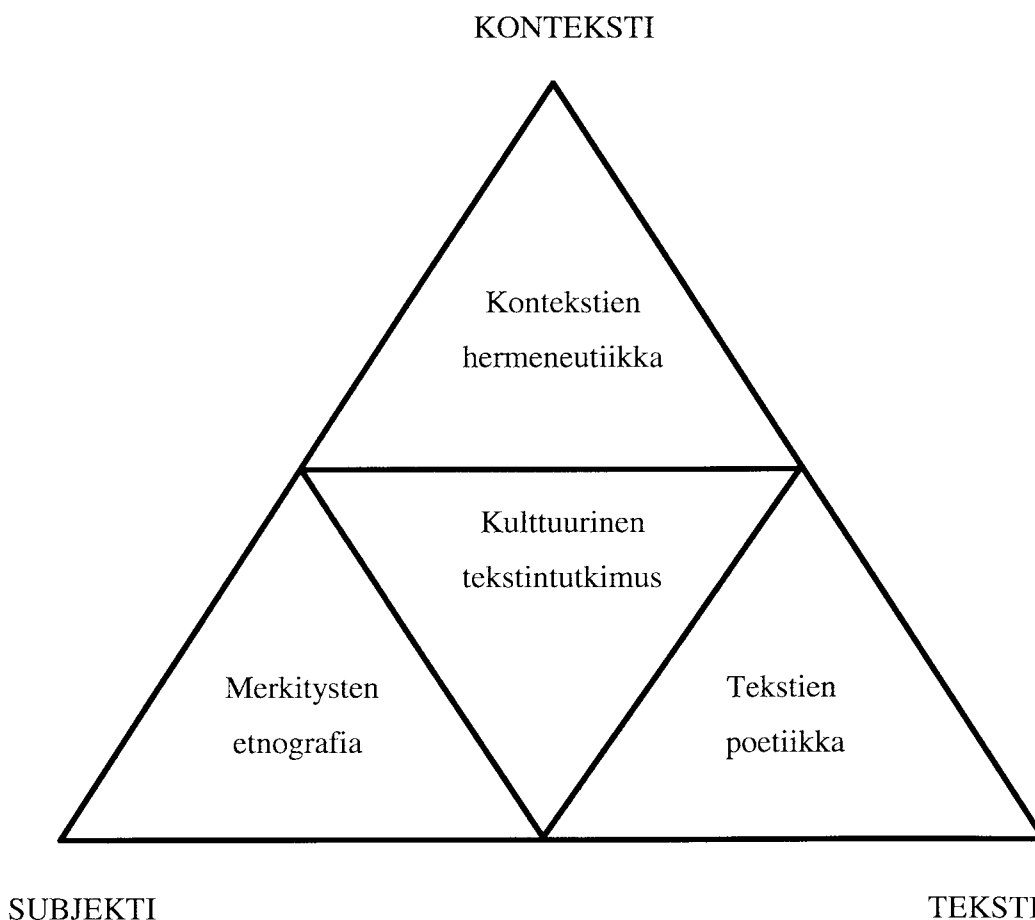 KONTEKSTI
Kontekstien
hermeneutiikka
Kulttuurinen
tekstintutkimus
Merkitysten
etnografia
Tekstien
poetiikka
SUBJEKTI
TEKSTI